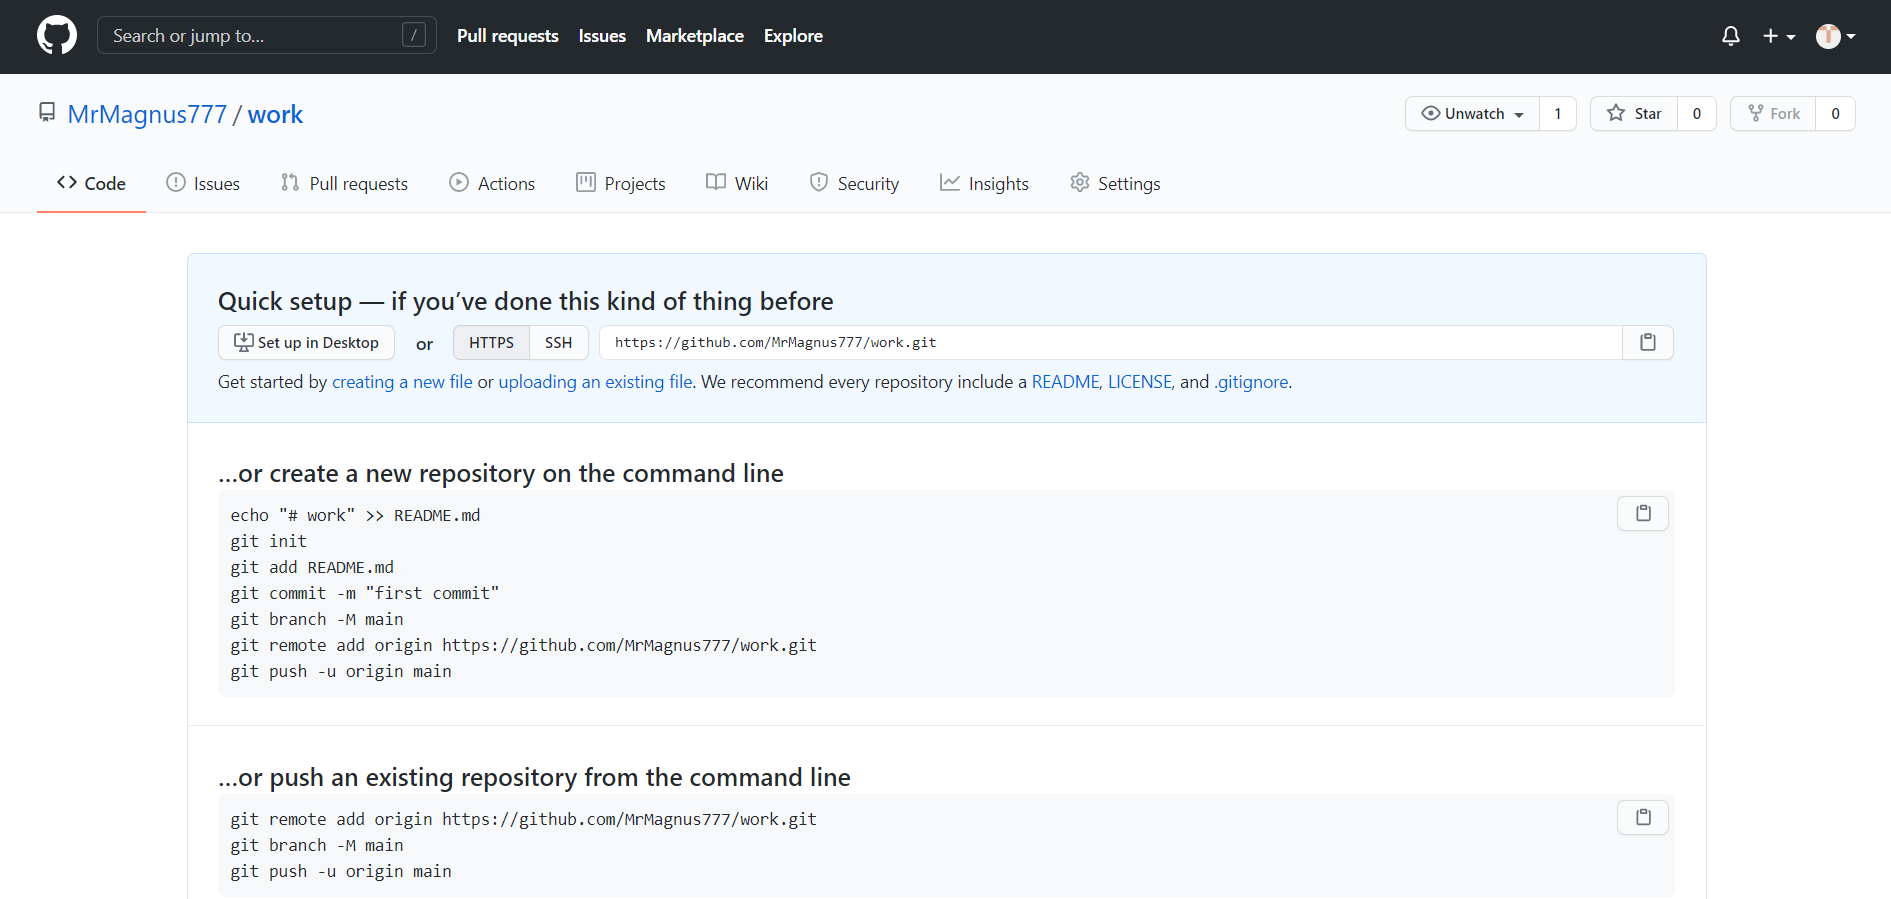 Search or jump to... / Pull requests Issues Marketplace Explore
MrMagnus777 / work Unwatch 1 Star 0 Fork 0
Code Issues Pull requests Actions Projects Wiki Security Insights Settings
Quick setup — if you’ve done this kind of thing before
Set up in Desktop or HTTPS SSH https://github.com/MrMagnus777/work.git
Get started by creating a new file or uploading an existing file. We recommend every repository include a README, LICENSE, and .gitignore.
…or create a new repository on the command line
echo "# work" >> README.md
git init
git add README.md
git commit -m "first commit"
git branch -M main
git remote add origin https://github.com/MrMagnus777/work.git
git push -u origin main
…or push an existing repository from the command line
git remote add origin https://github.com/MrMagnus777/work.git
git branch -M main
git push -u origin main